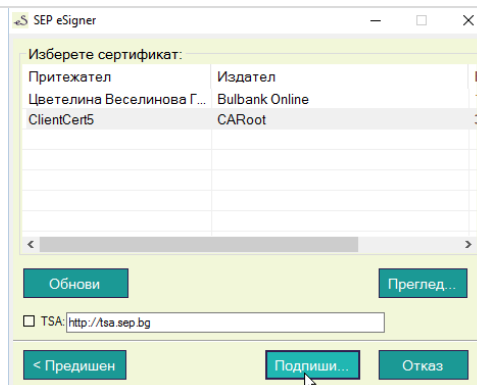 SEP eSigner
Изберете сертификат:
Притежател Издател
Цветелина Веселинова Г... Bulbank Online
ClientCert5 CARoot
Обнови Преглед...
TSA: http://tsa.sep.bg
< Предишен Подпиши... Отказ